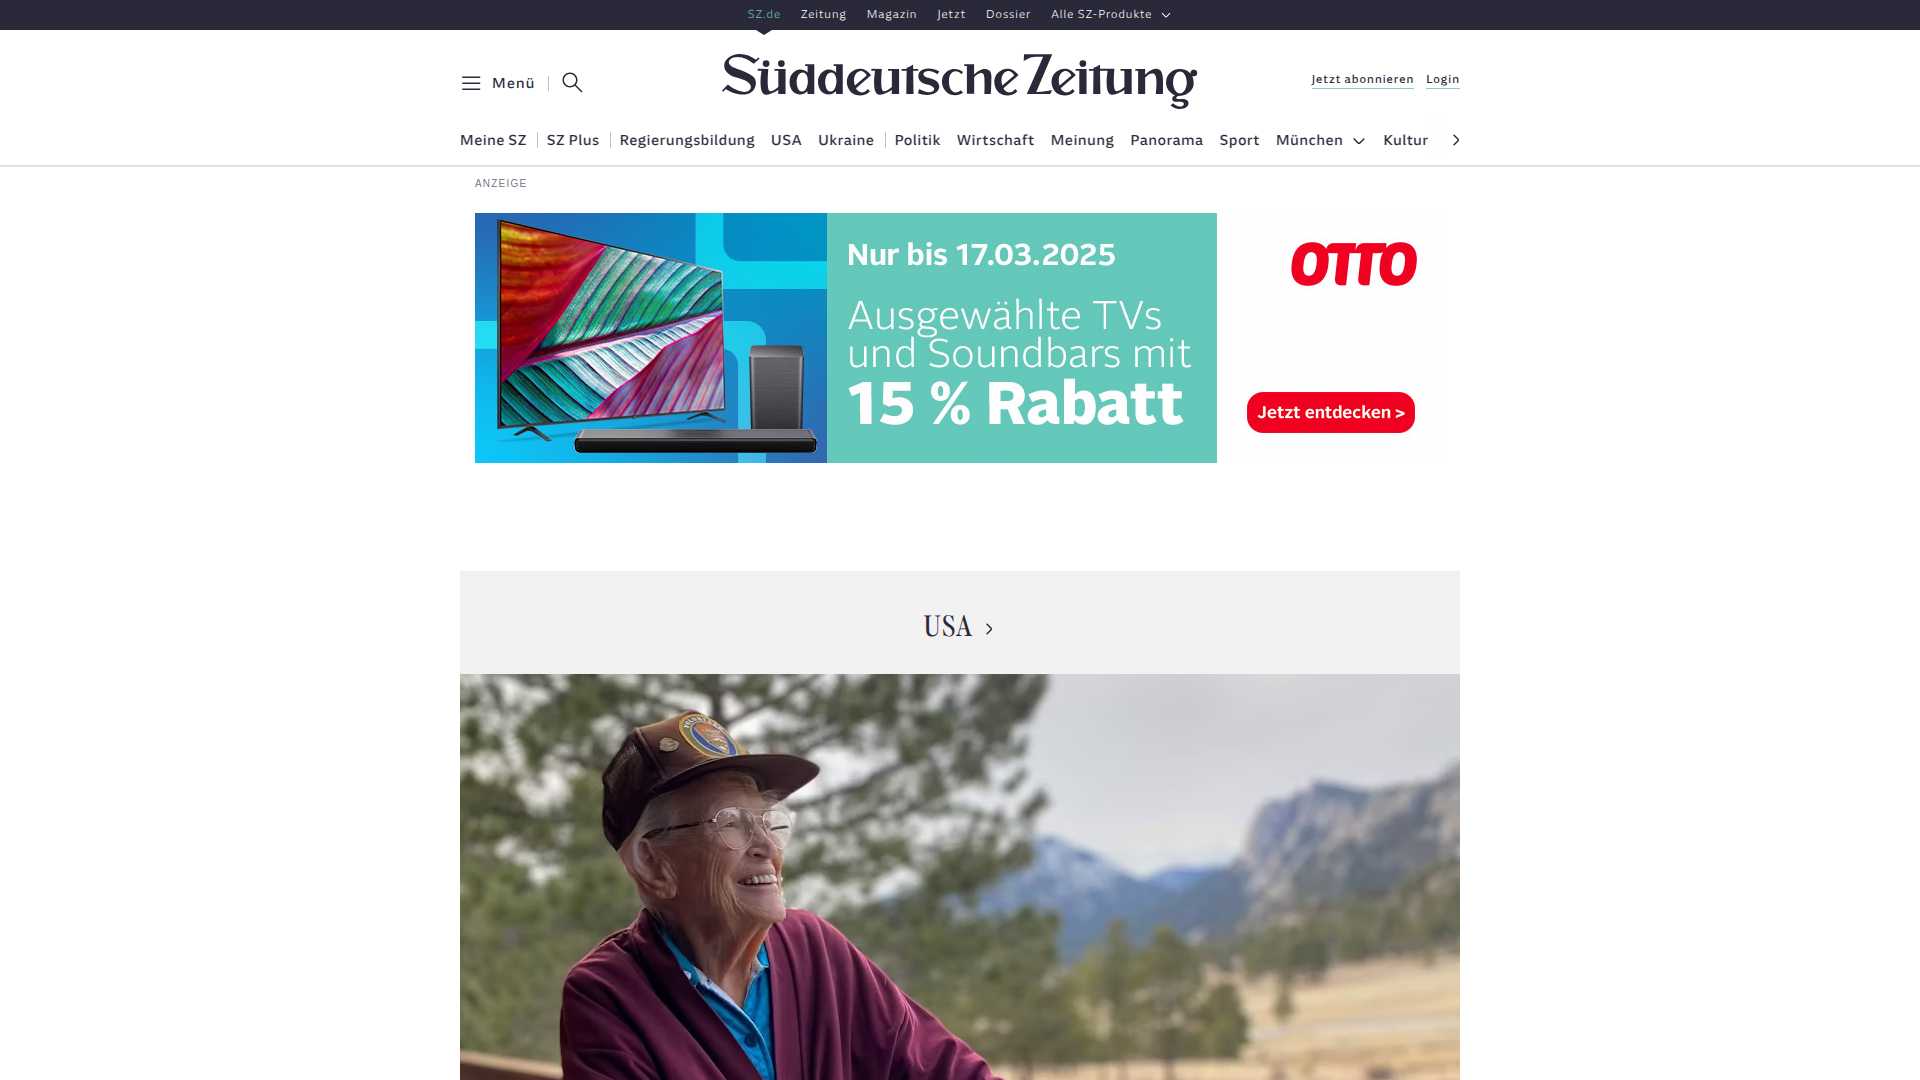 SZ.de Zeitung Magazin Jetzt Dossier Alle SZ-Produkte
Menü
Süddeutsche Zeitung
Jetzt abonnieren Login
Meine SZ SZ Plus Regierungsbildung USA Ukraine Politik Wirtschaft Meinung Panorama Sport München Kultur
ANZEIGE
Nur bis 17.03.2025
Ausgewählte TVs
und Soundbars mit
15 % Rabatt
OTTO
Jetzt entdecken >
USA